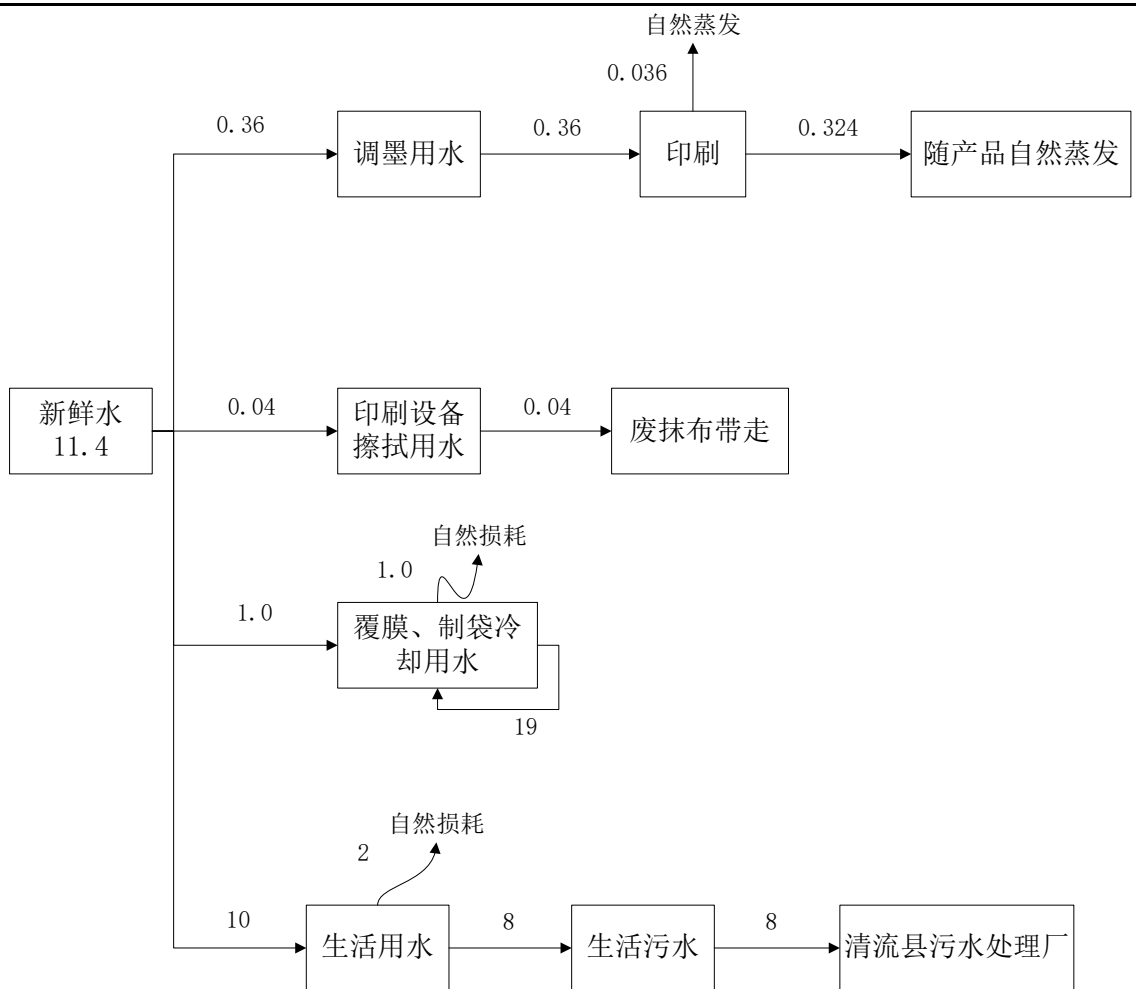 自然蒸发
0.036
0.36
调墨用水
0.36
印刷
0.324
随产品自然蒸发
新鲜水
11.4
0.04
印刷设备
擦拭用水
0.04
废抹布带走
自然损耗
1.0
1.0
覆膜、制袋冷
却用水
19
自然损耗
2
10
生活用水
8
生活污水
8
清流县污水处理厂